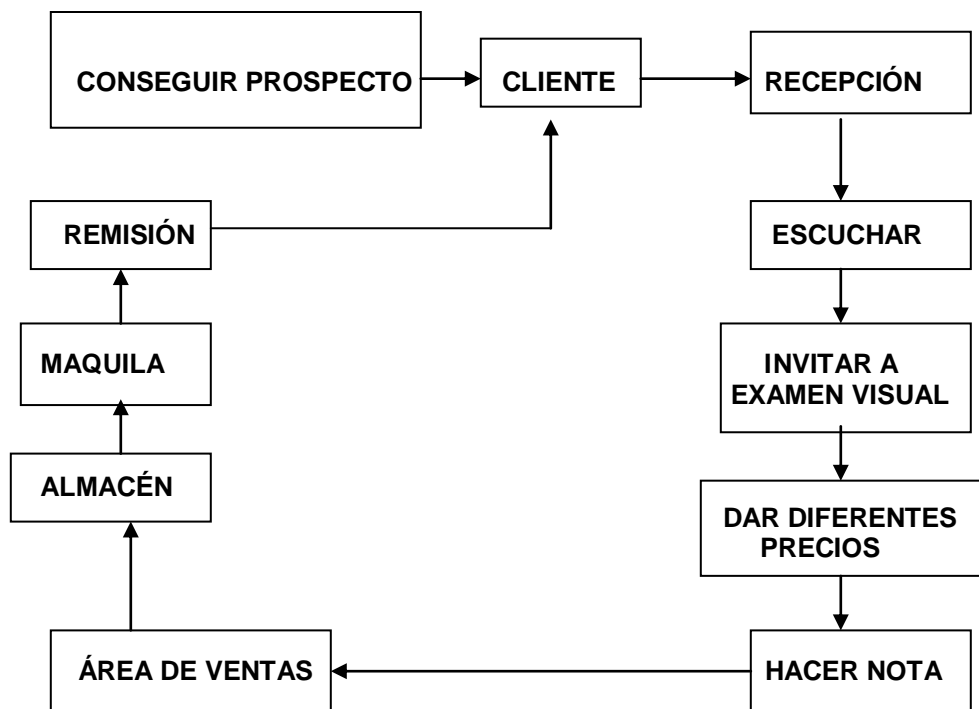 CONSEGUIR PROSPECTO
CLIENTE
RECEPCIÓN
ESCUCHAR
INVITAR A
EXAMEN VISUAL
DAR DIFERENTES
PRECIOS
HACER NOTA
ÁREA DE VENTAS
ALMACÉN
MAQUILA
REMISIÓN